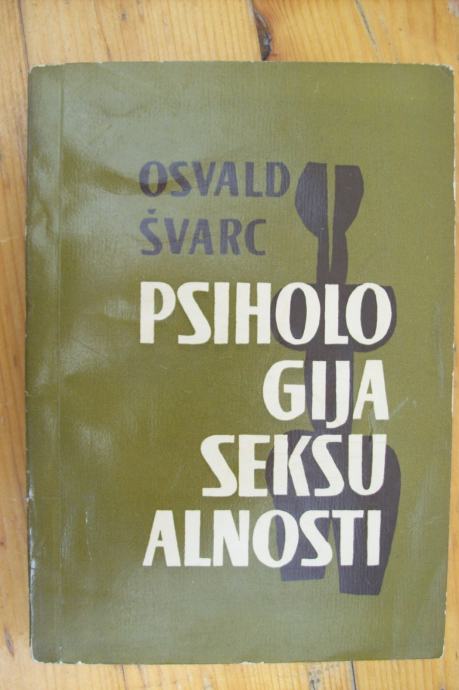 OSVALD
ŠVARC
PSIHOLO
GIJA
SEKSU
ALNOSTI